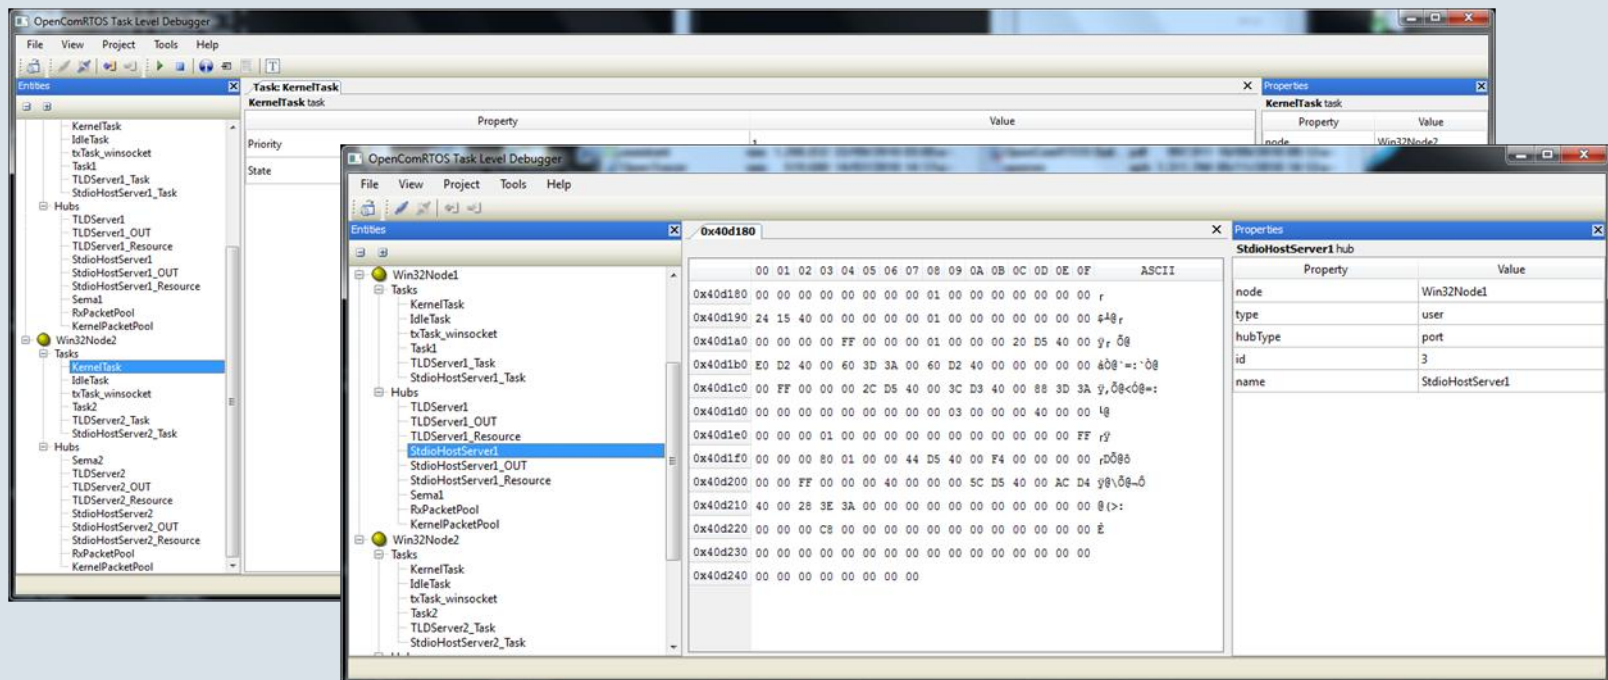 OpenComRTOS Task Level Debugger
File View Project Tools Help
Entities
Task: KernelTask
Properties
KernelTask task
KernelTask task
Property Value
Property Value
Priority 1
node Win32Node2
State
KernelTask
IdleTask
txTask_winsocket
Task1
TLDServer1_Task
StdioHostServer1_Task
Hubs
TLDServer1
TLDServer1_OUT
TLDServer1_Resource
StdioHostServer1
StdioHostServer1_OUT
StdioHostServer1_Resource
Sema1
RxPacketPool
KernelPacketPool
Win32Node2
Tasks
KernelTask
IdleTask
txTask_winsocket
Task2
TLDServer2_Task
StdioHostServer2_Task
Hubs
Sema2
TLDServer2
TLDServer2_OUT
TLDServer2_Resource
StdioHostServer2
StdioHostServer2_OUT
StdioHostServer2_Resource
RxPacketPool
KernelPacketPool
OpenComRTOS Task Level Debugger
File View Project Tools Help
Entities
Win32Node1
Tasks
KernelTask
IdleTask
txTask_winsocket
Task1
TLDServer1_Task
StdioHostServer1_Task
Hubs
TLDServer1
TLDServer1_OUT
TLDServer1_Resource
StdioHostServer1
StdioHostServer1_OUT
StdioHostServer1_Resource
Sema1
RxPacketPool
KernelPacketPool
Win32Node2
Tasks
KernelTask
IdleTask
txTask_winsocket
Task2
TLDServer2_Task
StdioHostServer2_Task
0x40d180
00 01 02 03 04 05 06 07 08 09 0A 0B 0C 0D 0E 0F ASCII
0x40d180 00 00 00 00 00 00 00 00 01 00 00 00 00 00 00 00 ┌
0x40d190 24 15 40 00 00 00 00 00 01 00 00 00 00 00 00 00
0x40d1a0 00 00 00 00 FF 00 00 00 01 00 00 00 20 D5 40 00 ÿ┌ Õ@
0x40d1b0 E0 D2 40 00 60 3D 3A 00 60 D2 40 00 00 00 00 00 àÒ@`=:`Ò@
0x40d1c0 00 FF 00 00 00 2C D5 40 00 3C D3 40 00 88 3D 3A ÿ,Õ@<Ó@=:
0x40d1d0 00 00 00 00 00 00 00 00 00 03 00 00 00 40 00 00 └@
0x40d1e0 00 00 00 01 00 00 00 00 00 00 00 00 00 00 00 FF ┌ÿ
0x40d1f0 00 00 00 80 01 00 00 44 D5 40 00 F4 00 00 00 00 ┌DÕ@ô
0x40d200 00 00 FF 00 00 00 40 00 00 00 00 5C D5 40 00 AC D4 ÿ@\Õ@¬Ô
0x40d210 40 00 28 3E 3A 00 00 00 00 00 00 00 00 00 00 00 @(>:
0x40d220 00 00 00 C8 00 00 00 00 00 00 00 00 00 00 00 00 È
0x40d230 00 00 00 00 00 00 00 00 00 00 00 00 00 00 00 00
0x40d240 00 00 00 00 00 00 00 00
Properties
StdioHostServer1 hub
Property Value
node Win32Node1
type user
hubType port
id 3
name StdioHostServer1